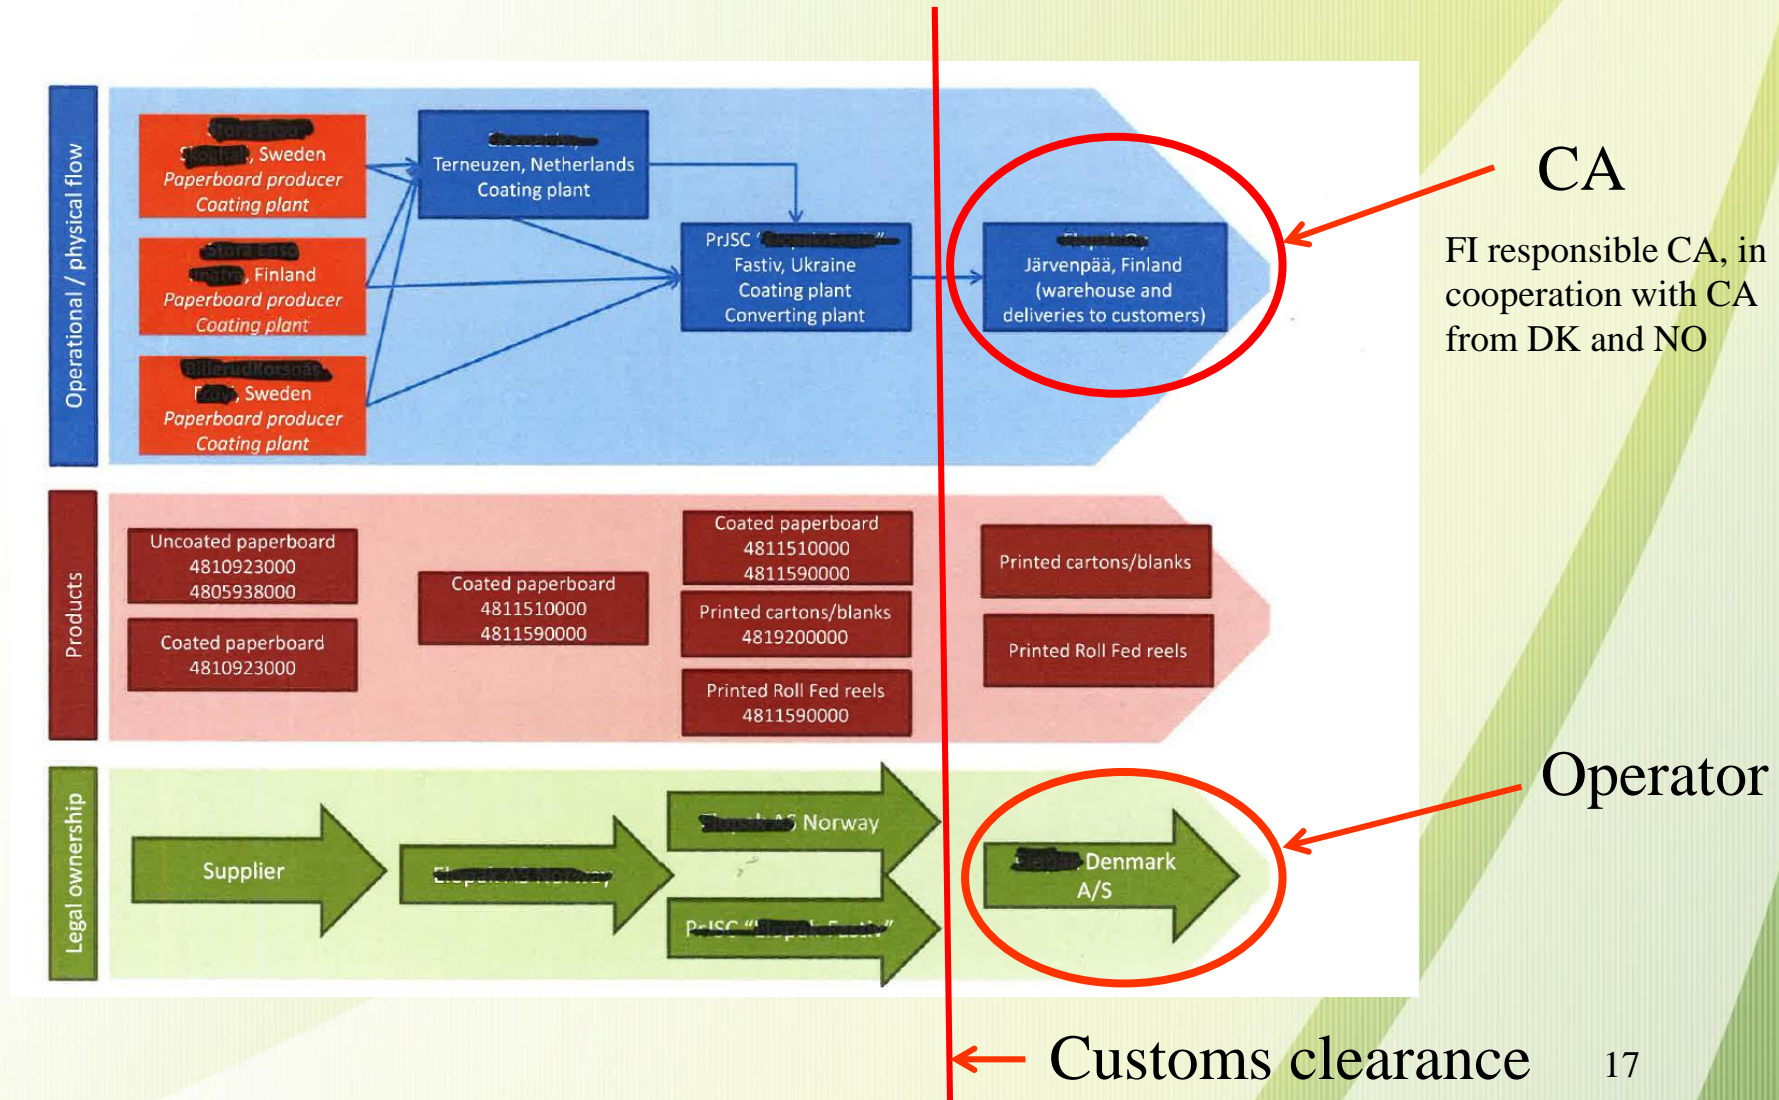 Operational / physical flow
, Sweden
Paperboard producer
Coating plant
, Finland
Paperboard producer
Coating plant
, Sweden
Paperboard producer
Coating plant
Terneuzen, Netherlands
Coating plant
PrJSC “
Fastiv, Ukraine
Coating plant
Converting plant
Järvenpää, Finland
(warehouse and
deliveries to customers)
CA
FI responsible CA, in
cooperation with CA
from DK and NO
Products
Uncoated paperboard
4810923000
4805938000
Coated paperboard
4810923000
Coated paperboard
4811510000
4811590000
Coated paperboard
4811510000
4811590000
Printed cartons/blanks
4819200000
Printed Roll Fed reels
4811590000
Printed cartons/blanks
Printed Roll Fed reels
Legal ownership
Supplier
Norway
PrJSC “
Denmark
A/S
Operator
Customs clearance
17